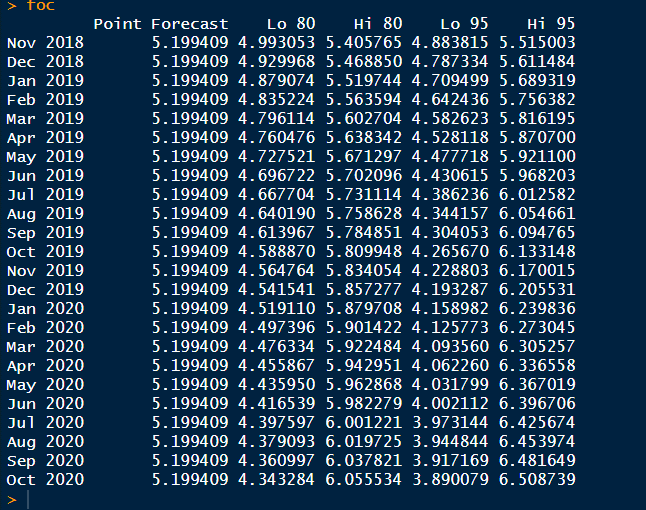 > foc
Point Forecast Lo 80 Hi 80 Lo 95 Hi 95
Nov 2018 5.199409 4.993053 5.405765 4.883815 5.515003
Dec 2018 5.199409 4.929968 5.468850 4.787334 5.611484
Jan 2019 5.199409 4.879074 5.519744 4.709499 5.689319
Feb 2019 5.199409 4.835224 5.563594 4.642436 5.756382
Mar 2019 5.199409 4.796114 5.602704 4.582623 5.816195
Apr 2019 5.199409 4.760476 5.638342 4.528118 5.870700
May 2019 5.199409 4.727521 5.671297 4.477718 5.921100
Jun 2019 5.199409 4.696722 5.702096 4.430615 5.968203
Jul 2019 5.199409 4.667704 5.731114 4.386236 6.012582
Aug 2019 5.199409 4.640190 5.758628 4.344157 6.054661
Sep 2019 5.199409 4.613967 5.784851 4.304053 6.094765
Oct 2019 5.199409 4.588870 5.809948 4.265670 6.133148
Nov 2019 5.199409 4.564764 5.834054 4.228803 6.170015
Dec 2019 5.199409 4.541541 5.857277 4.193287 6.205531
Jan 2020 5.199409 4.519110 5.879708 4.158982 6.239836
Feb 2020 5.199409 4.497396 5.901422 4.125773 6.273045
Mar 2020 5.199409 4.476334 5.922484 4.093560 6.305257
Apr 2020 5.199409 4.455867 5.942951 4.062260 6.336558
May 2020 5.199409 4.435950 5.962868 4.031799 6.367019
Jun 2020 5.199409 4.416539 5.982279 4.002112 6.396706
Jul 2020 5.199409 4.397597 6.001221 3.973144 6.425674
Aug 2020 5.199409 4.379093 6.019725 3.944844 6.453974
Sep 2020 5.199409 4.360997 6.037821 3.917169 6.481649
Oct 2020 5.199409 4.343284 6.055534 3.890079 6.508739
>